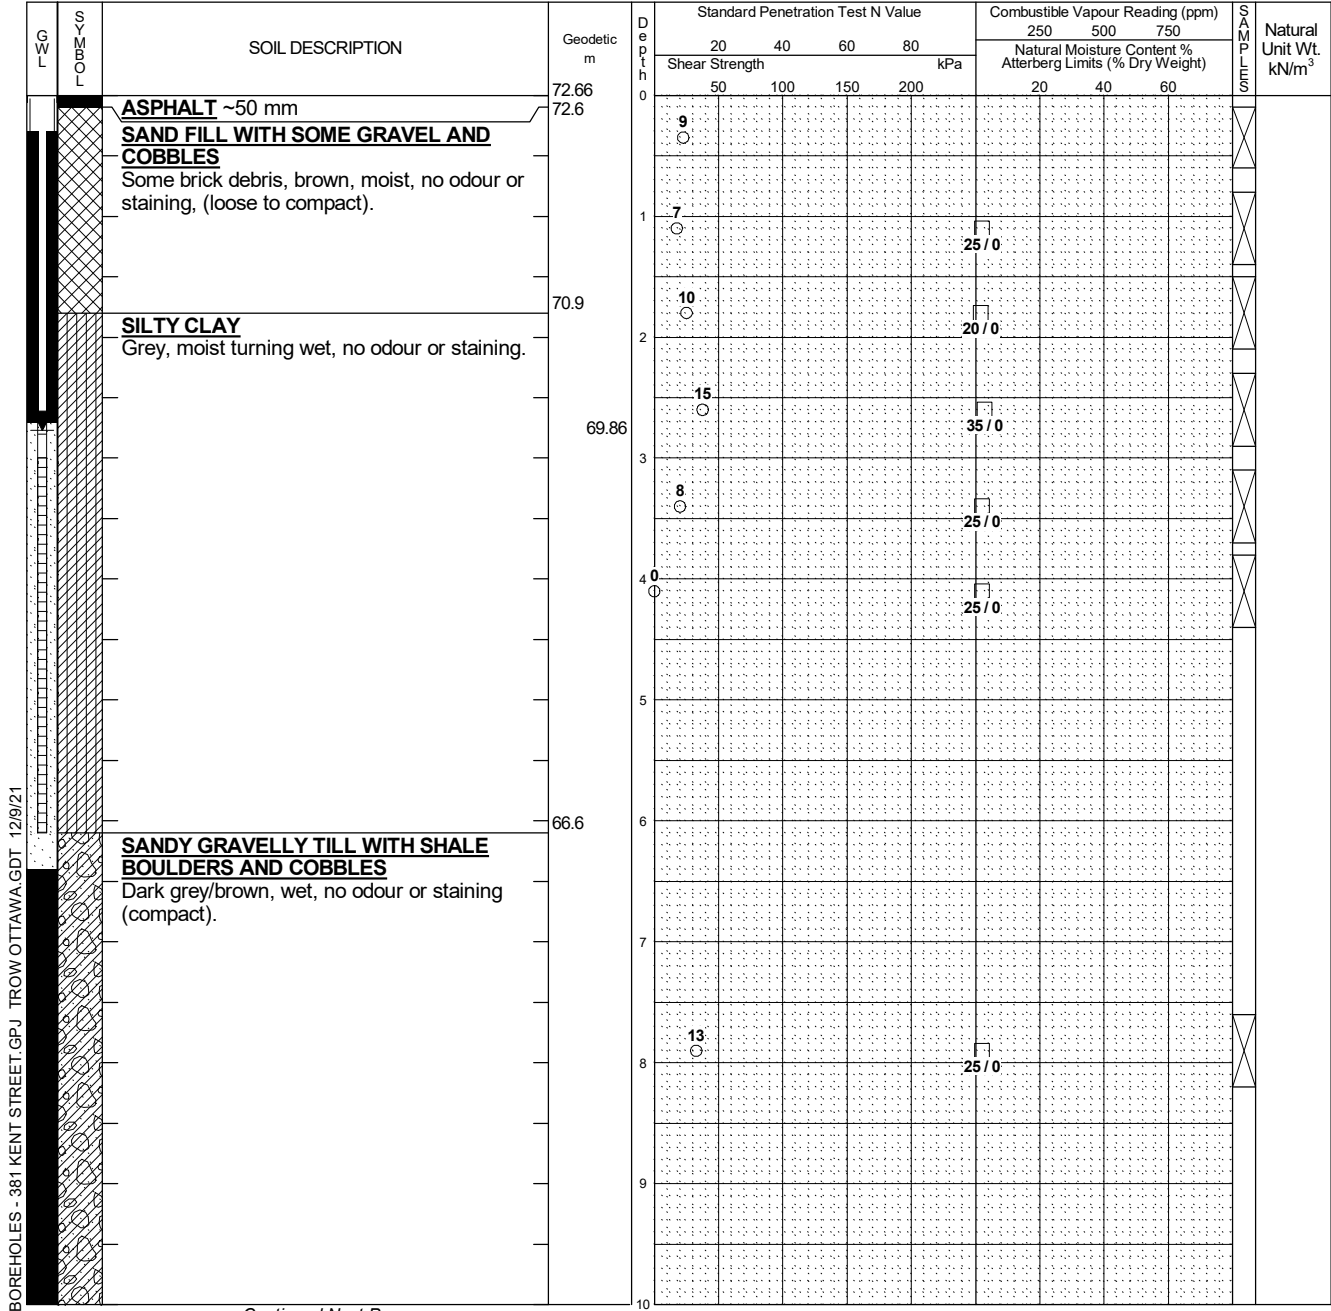 GWL
SYMBOL
SOIL DESCRIPTION
Geodetic
m
Depth
Standard Penetration Test N Value
20 40 60 80
Shear Strength kPa
50 100 150 200
Combustible Vapour Reading (ppm)
250 500 750
Natural Moisture Content %
Atterberg Limits (% Dry Weight)
20 40 60
SAMPLES
Natural
Unit Wt.
kN/m³
72.66
0
ASPHALT ~50 mm
72.6
SAND FILL WITH SOME GRAVEL AND
COBBLES
Some brick debris, brown, moist, no odour or
staining, (loose to compact).
9
7
1
25 / 0
70.9
10
20 / 0
SILTY CLAY
Grey, moist turning wet, no odour or staining.
2
15
35 / 0
69.86
3
8
25 / 0
4
0
25 / 0
5
6
66.6
SANDY GRAVELLY TILL WITH SHALE
BOULDERS AND COBBLES
Dark grey/brown, wet, no odour or staining
(compact).
7
13
8
25 / 0
9
10
BOREHOLES - 381 KENT STREET.GPJ TROW OTTAWA.GDT 12/9/21